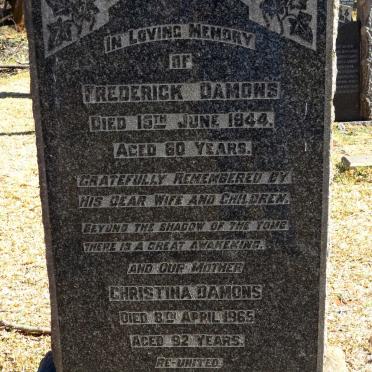 IN LOVING MEMORY
OF
FREDERICK DAMONS
DIED 15TH JUNE 1944.
AGED 60 YEARS.
GRATEFULLY REMEMBERED BY
HIS DEAR WIFE AND CHILDREN.
BEYOND THE SHADOW OF THE TOMB
THERE IS A GREAT AWAKENING.
AND OUR MOTHER
CHRISTINA DAMONS
DIED 8TH APRIL 1965
AGED 92 YEARS.
RE-UNITED.